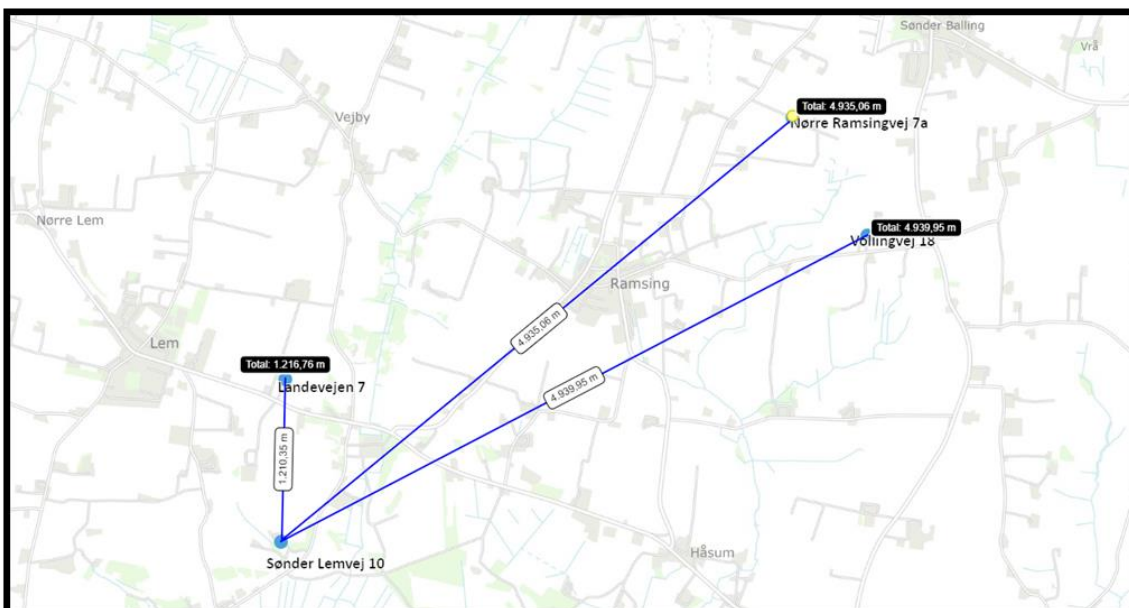 Sønder Balling
Vrå
Total: 4.935,06 m
Nørre Ramsingvej 7a
Vejby
Nørre Lem
Total: 4.939,95 m
Vollingvej 18
Ramsing
4.935,06 m
Lem
Total: 1.216,76 m
Landevejen 7
4.939,95 m
1.210,35 m
Håsum
Sønder Lemvej 10